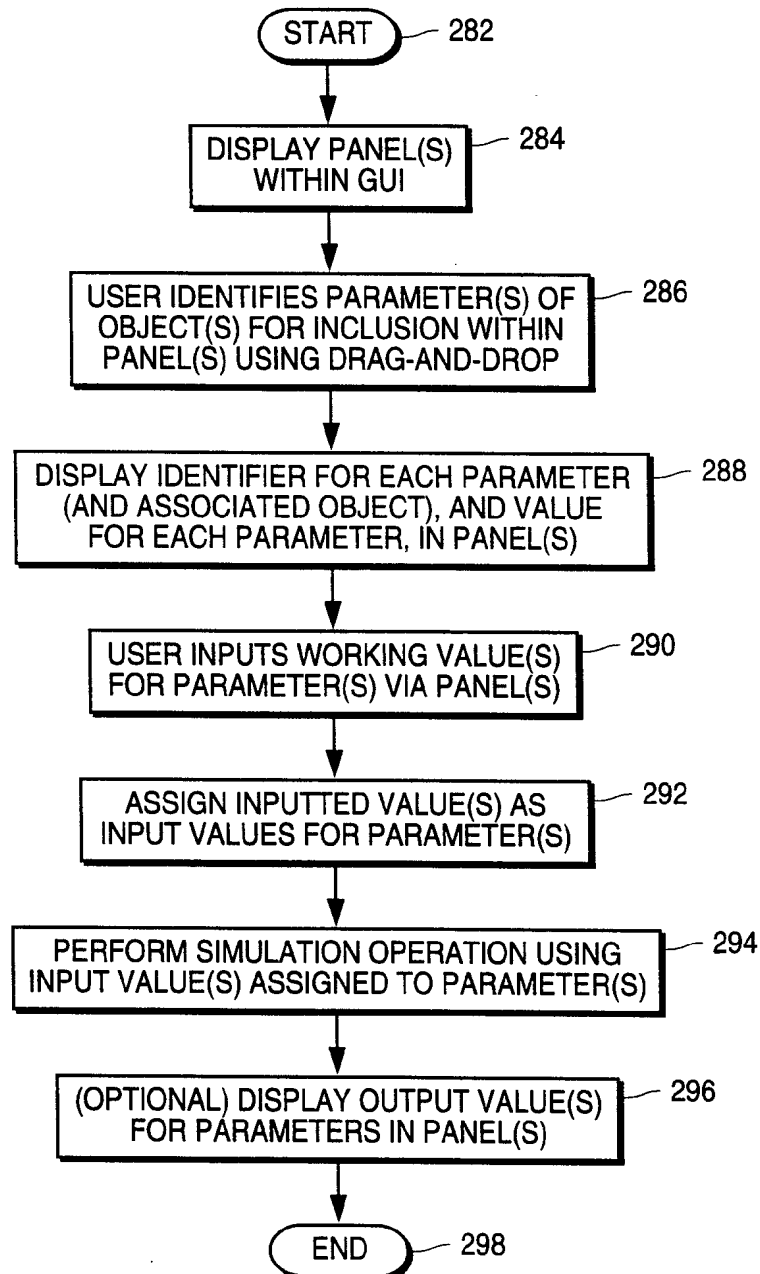 START
282
DISPLAY PANEL(S)
WITHIN GUI
284
USER IDENTIFIES PARAMETER(S) OF
OBJECT(S) FOR INCLUSION WITHIN
PANEL(S) USING DRAG-AND-DROP
286
DISPLAY IDENTIFIER FOR EACH PARAMETER
(AND ASSOCIATED OBJECT), AND VALUE
FOR EACH PARAMETER, IN PANEL(S)
288
USER INPUTS WORKING VALUE(S)
FOR PARAMETER(S) VIA PANEL(S)
290
ASSIGN INPUTTED VALUE(S) AS
INPUT VALUES FOR PARAMETER(S)
292
PERFORM SIMULATION OPERATION USING
INPUT VALUE(S) ASSIGNED TO PARAMETER(S)
294
(OPTIONAL) DISPLAY OUTPUT VALUE(S)
FOR PARAMETERS IN PANEL(S)
296
END
298